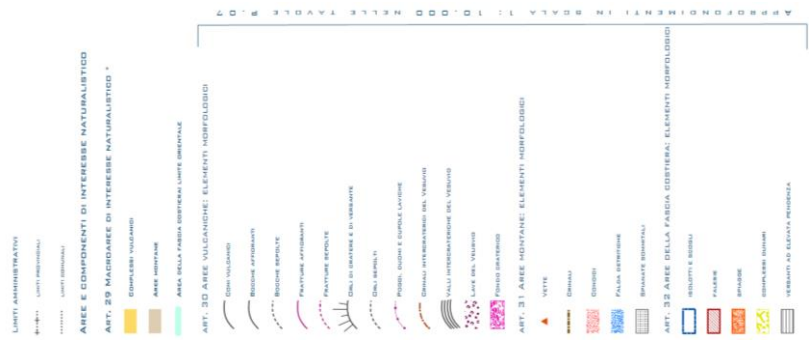 LIMITI AMMINISTRATIVI
LIMITI PROVINCIALI
LIMITI COMUNALI
AREE E COMPONENTI DI INTERESSE NATURALISTICO
ART. 29 MACROAREE DI INTERESSE NATURALISTICO *
COMPLESSI VULCANICI
AREE MONTANE
AREA DELLA FASCIA COSTIERA: LIMITE ORIENTALE
ART. 30 AREE VULCANICHE: ELEMENTI MORFOLOGICI
CONI VULCANICI
BOCCHE AFFIORANTI
BOCCHE SEPOLTE
FRATTURE AFFIORANTI
FRATTURE SEPOLTE
ORLI DI CRATERE E DI VERSANTE
ORLI SEPOLTI
POGGI, DUOMI E CUPOLE LAVICHE
CRINALI INTERCRATERICI DEL VESUVIO
VALLI INTERCRATERICHE DEL VESUVIO
LAVE DEL VESUVIO
FONDO CRATERICO
ART. 31 AREE MONTANE: ELEMENTI MORFOLOGICI
VETTE
CRINALI
CONOIDI
FALDA DETRITICHE
SPIANATE SOMMITALI
ART. 32 AREE DELLA FASCIA COSTIERA: ELEMENTI MORFOLOGICI
ISOLOTTI E SCOGLI
FALESIE
SPIAGGE
COMPLESSI DUNARI
VERSANTI AD ELEVATA PENDENZA
APPROFONDIMENTI IN SCALA 1: 10.000 NELLE TAVOLE P.04